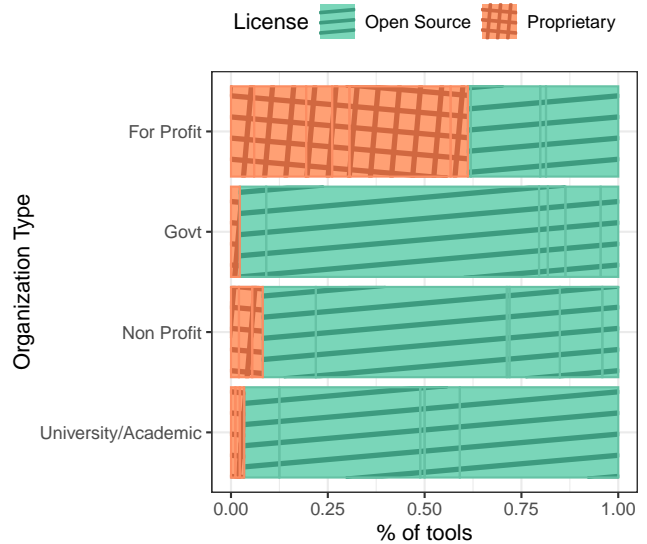 License Open Source Proprietary
Organization Type
For Profit
Govt
Non Profit
University/Academic
0.00 0.25 0.50 0.75 1.00
% of tools